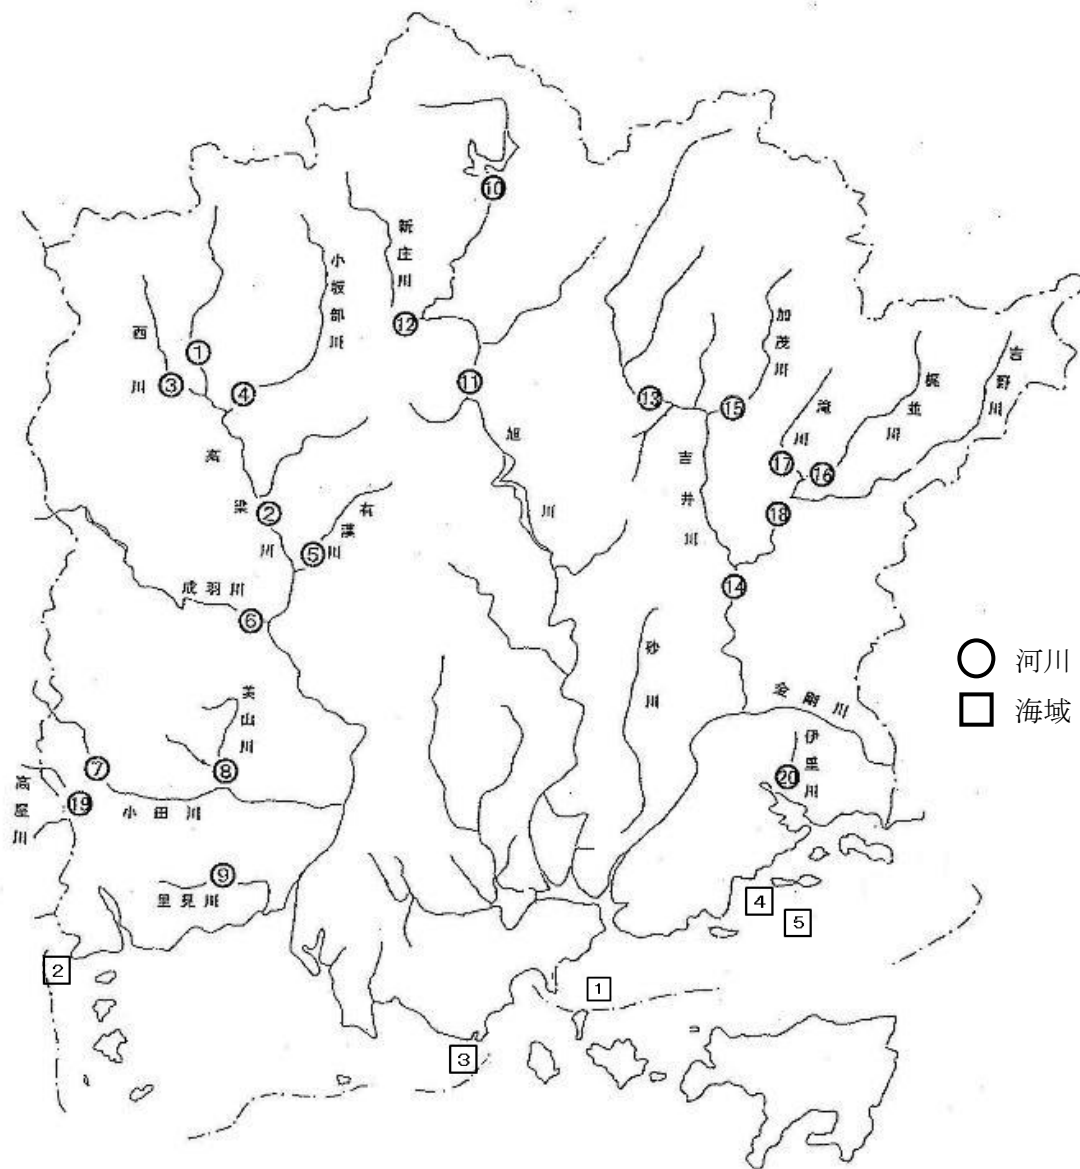 ⑩
新庄川
小坂部川
⑫
西川
①
③
④
⑪
加茂川
⑬
⑮
吉野川
梶並川
滝川
⑰
⑯
高梁川
②
旭川
吉井川
⑱
有漢川
⑤
⑭
成羽川
⑥
砂川
金剛川
○ 河川
□ 海域
美山川
伊里川
⑦
⑧
⑳
高屋川
⑲
小田川
⑨
里見川
4
5
2
1
3